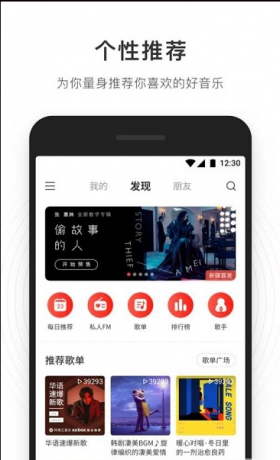 个性推荐
为你量身推荐你喜欢的好音乐
12:30
我的
发现
朋友
全新数字专辑
偷故事
的人
开始预售
STORY
THIEF
A MEI
新碟首发
23
每日推荐
私人FM
歌单
排行榜
歌手
推荐歌单
歌单广场
39293
华语
速爆
新歌
39293
39293
ALE SONG
华语速爆新歌
韩剧凄美BGM♪旋
律编织的凄美爱情
暖心对唱·冬日里
的一剂治愈良药